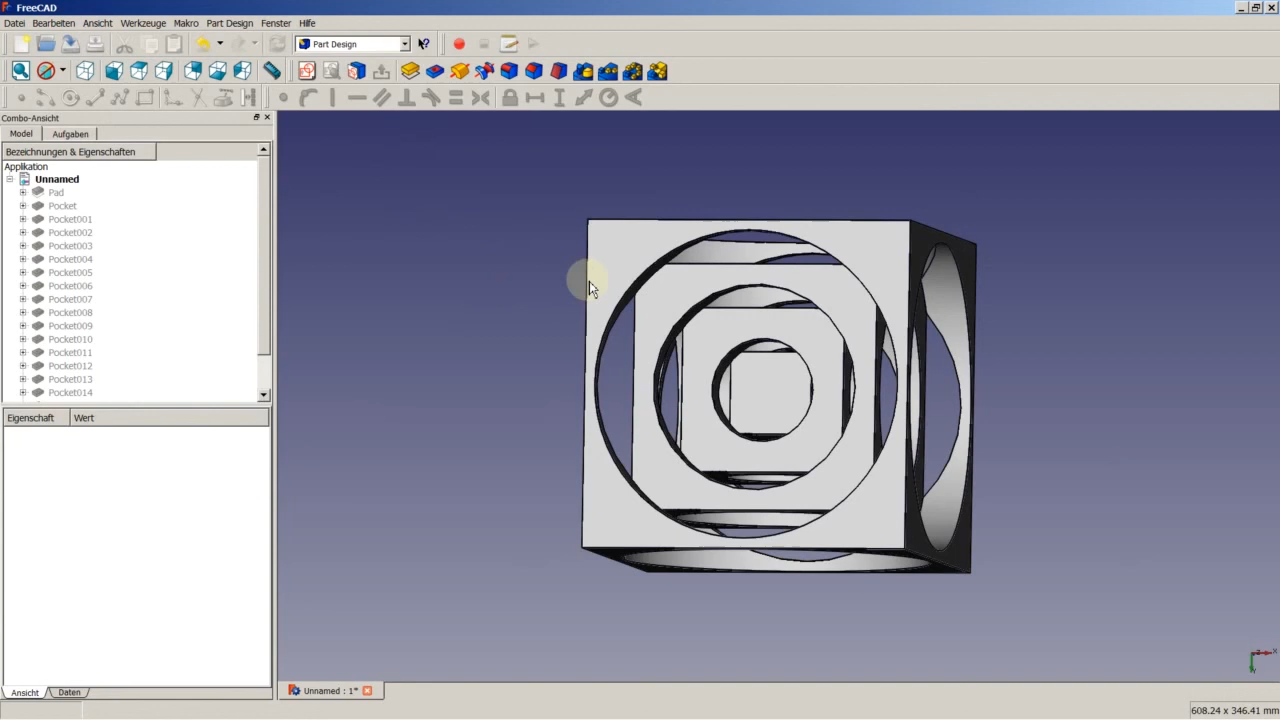 FreeCAD
Datei Bearbeiten Ansicht Werkzeuge Makro Part Design Fenster Hilfe
Part Design
Combo-Ansicht
Model Aufgaben
Bezeichnungen & Eigenschaften
Applikation
Unnamed
Pad
Pocket
Pocket001
Pocket002
Pocket003
Pocket004
Pocket005
Pocket006
Pocket007
Pocket008
Pocket009
Pocket010
Pocket011
Pocket012
Pocket013
Pocket014
Eigenschaft Wert
Ansicht Daten
Unnamed : 1*
X
Y
608.24 x 346.41 mm